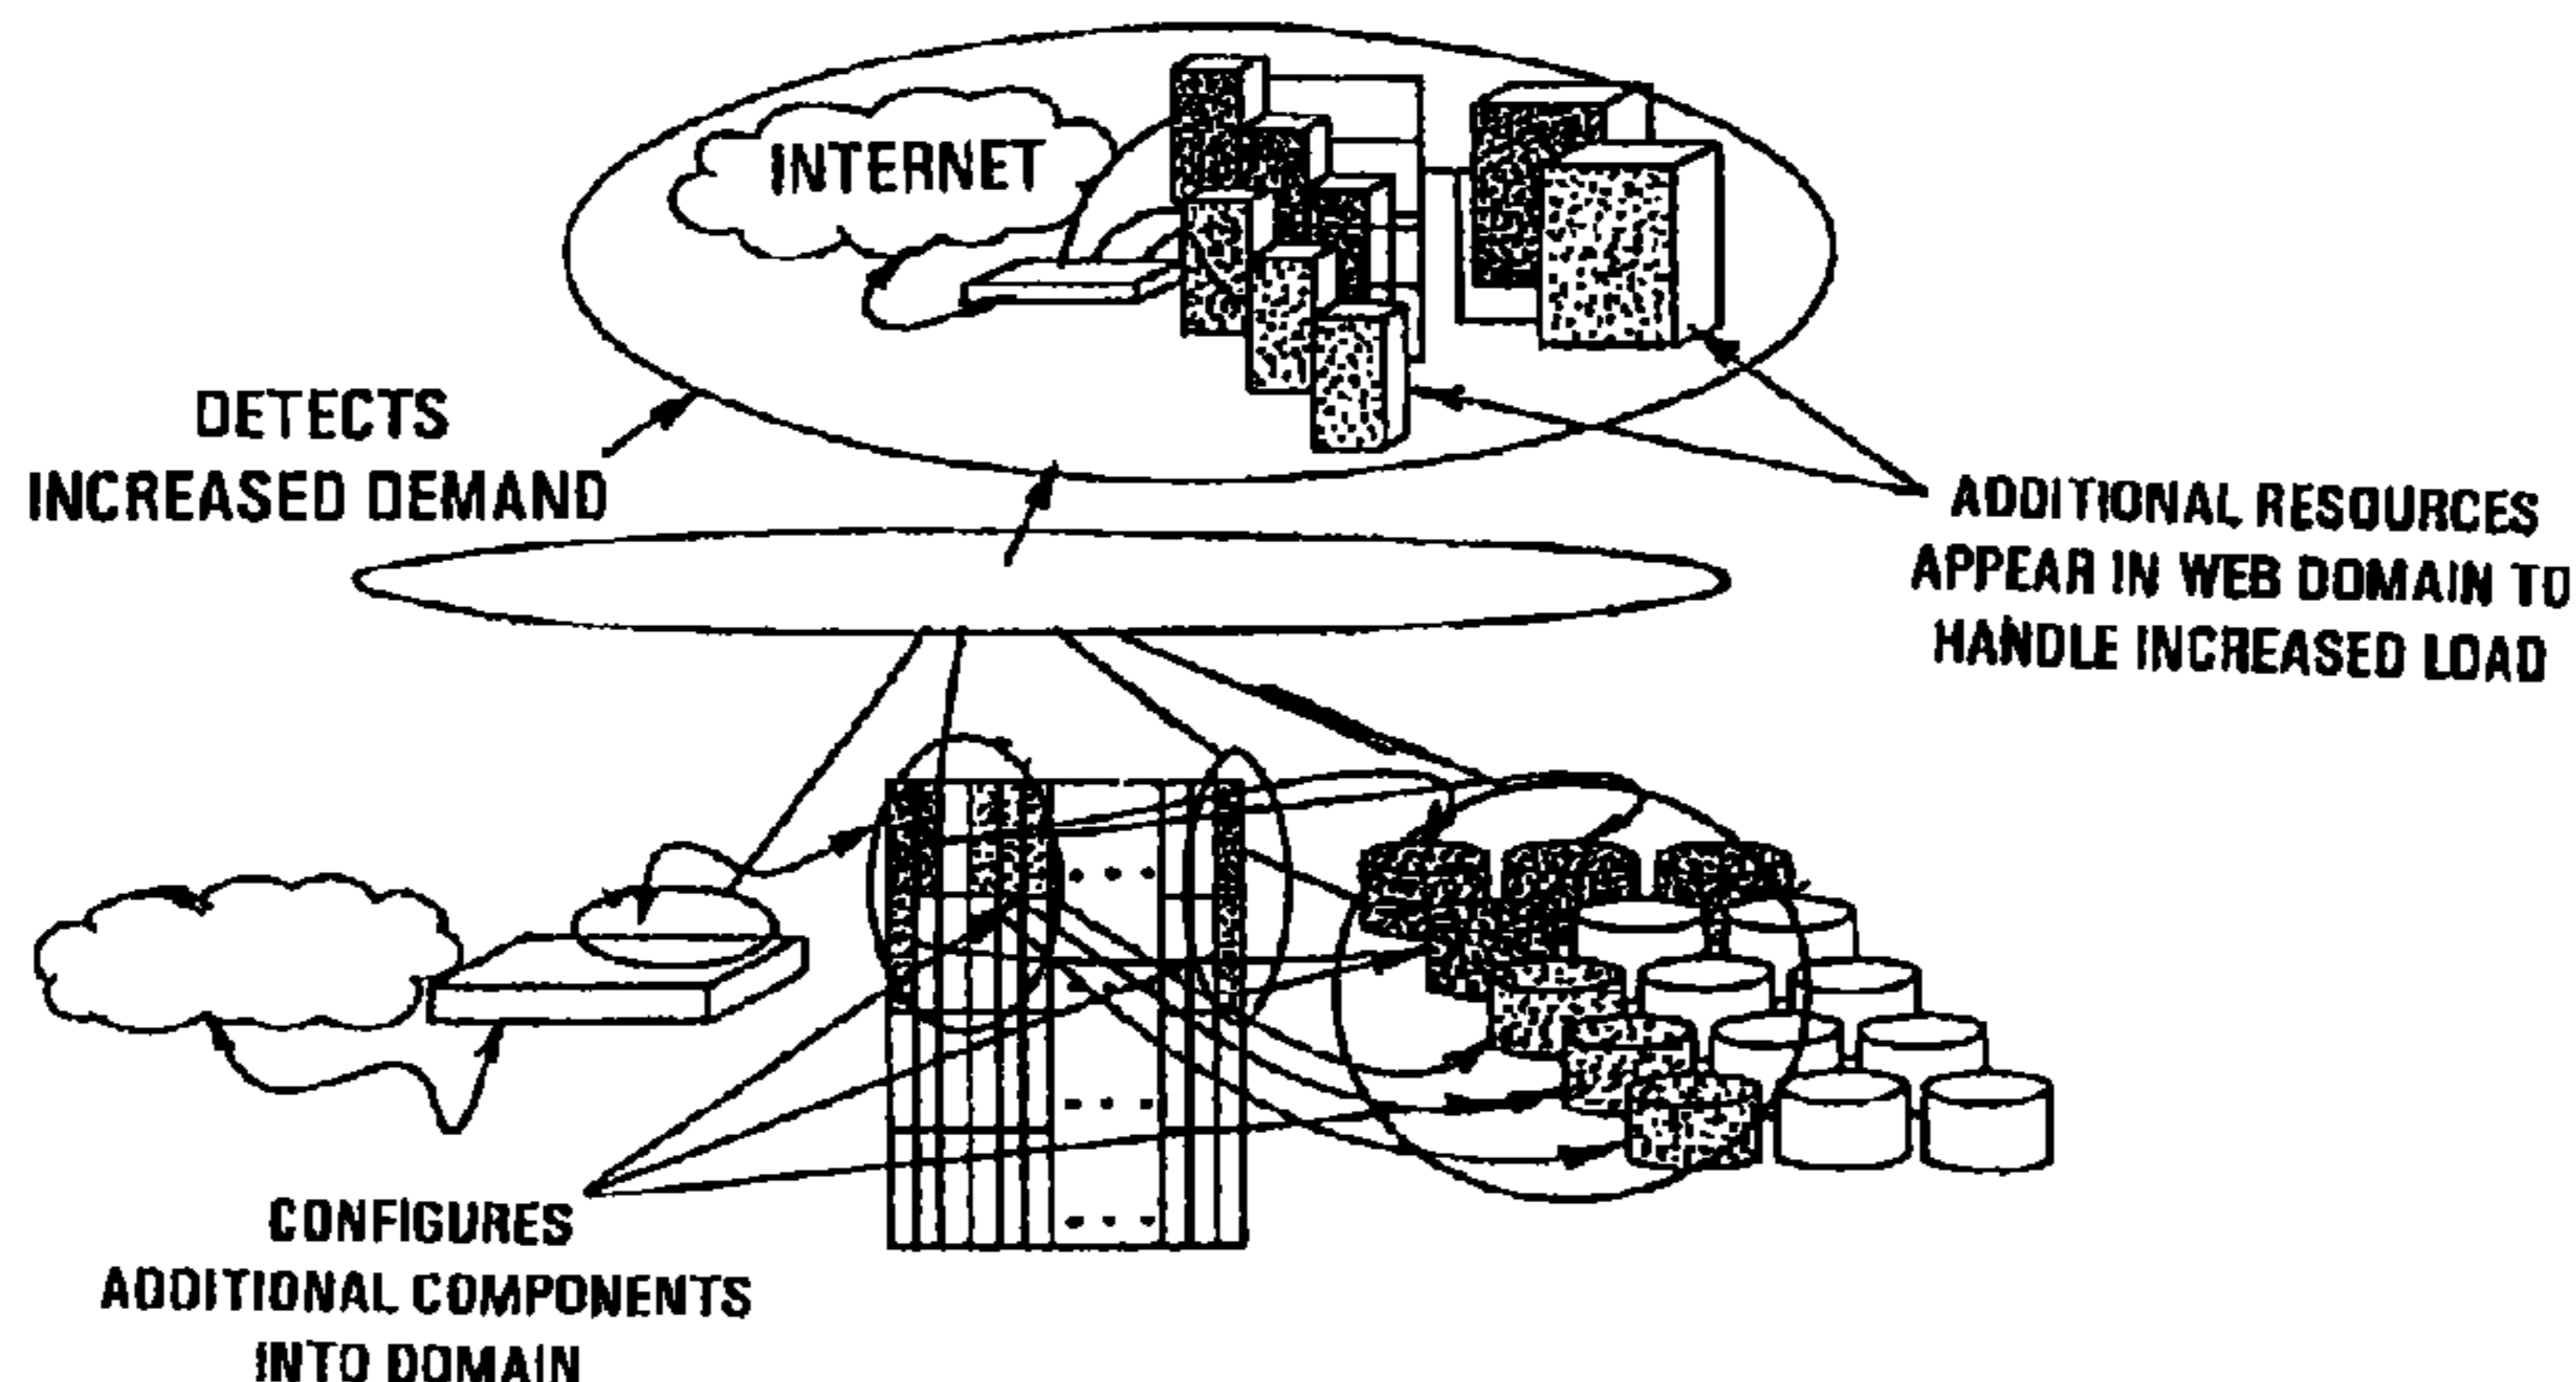 INTERNET
DETECTS
INCREASED DEMAND
ADDITIONAL RESOURCES
APPEAR IN WEB DOMAIN TO
HANDLE INCREASED LOAD
CONFIGURES
ADDITIONAL COMPONENTS
INTO DOMAIN